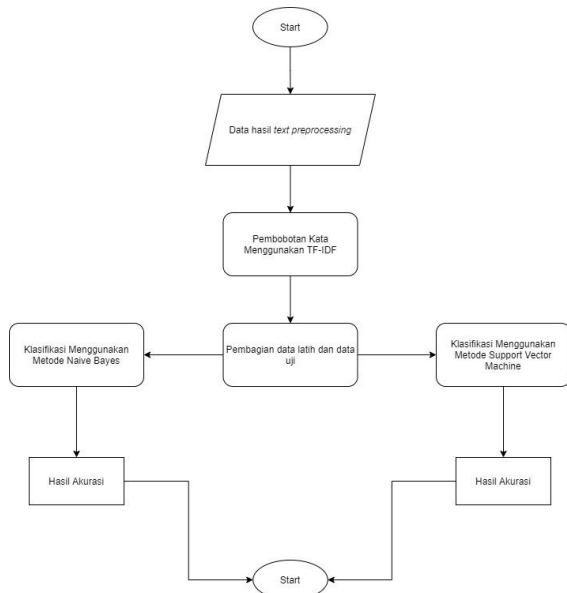 Start
Data hasil text preprocessing
Pembobotan Kata
Menggunakan TF-IDF
Klasifikasi Menggunakan
Metode Naive Bayes
Pembagian data latih dan data
uji
Klasifikasi Menggunakan
Metode Support Vector
Machine
Hasil Akurasi
Hasil Akurasi
Start